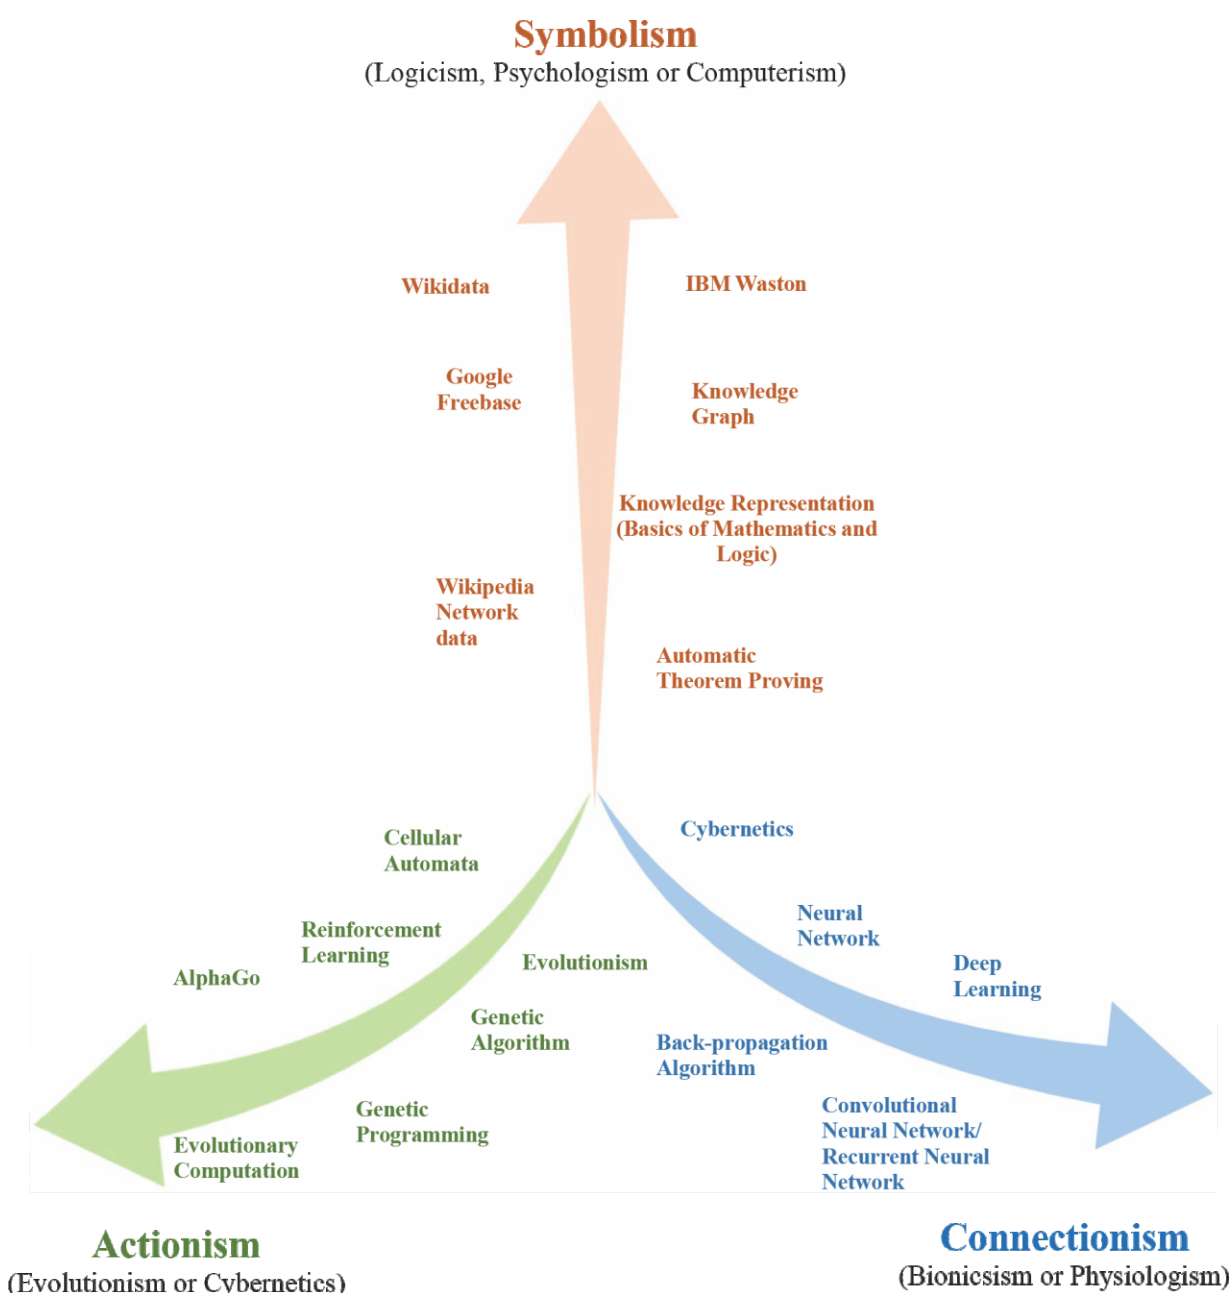 Symbolism
(Logicism, Psychologism or Computerism)
Wikidata
IBM Waston
Google
Freebase
Knowledge
Graph
Knowledge Representation
(Basics of Mathematics and
Logic)
Wikipedia
Network
data
Automatic
Theorem Proving
Cellular
Automata
Cybernetics
Reinforcement
Learning
Neural
Network
AlphaGo
Evolutionism
Deep
Learning
Genetic
Algorithm
Back-propagation
Algorithm
Genetic
Programming
Convolutional
Neural Network/
Recurrent Neural
Network
Evolutionary
Computation
Actionism
(Evolutionism or Cybernetics)
Connectionism
(Bionicsism or Physiologism)